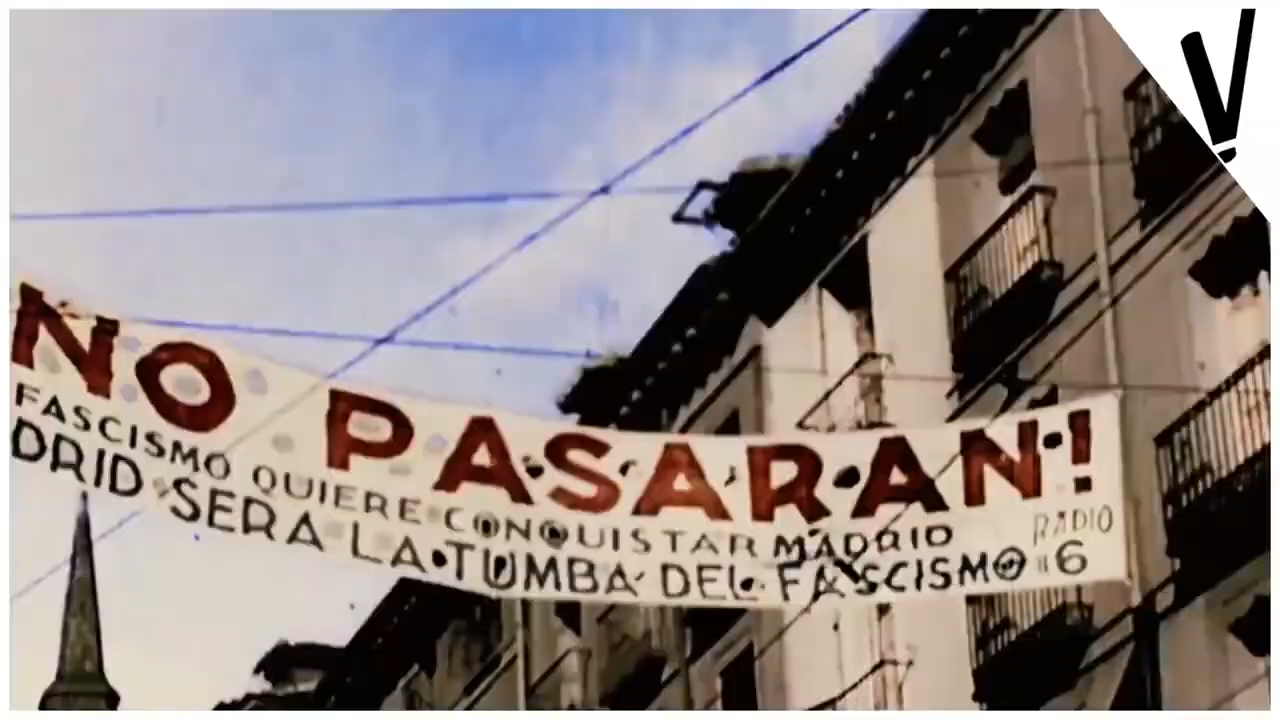 NO PASARAN!
FASCISMO QUIERE CONQUISTAR MADRID
DRID SERA LA TUMBA DEL FASCISMO
RADIO
6
V